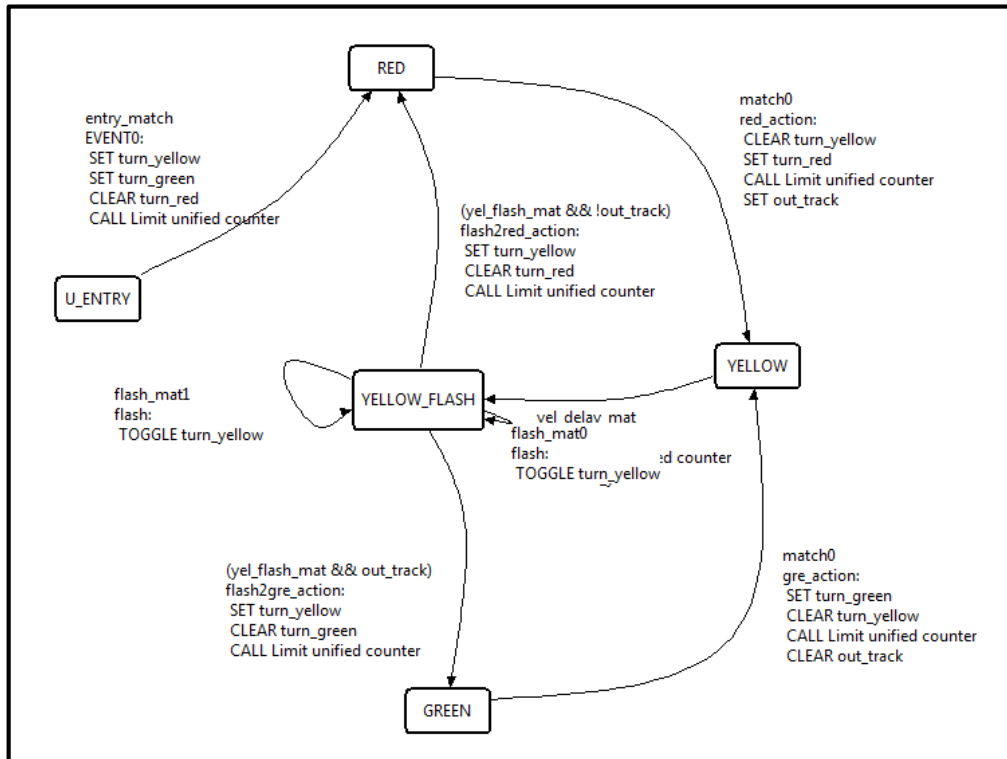 RED
entry_match
EVENT0:
SET turn_yellow
SET turn_green
CLEAR turn_red
CALL Limit unified counter
match0
red_action:
CLEAR turn_yellow
SET turn_red
CALL Limit unified counter
SET out_track
(yel_flash_mat && !out_track)
flash2red_action:
SET turn_yellow
CLEAR turn_red
CALL Limit unified counter
U_ENTRY
YELLOW
YELLOW_FLASH
flash_mat1
flash:
TOGGLE turn_yellow
yel_delay_mat
flash_mat0
flash:
counter
TOGGLE turn_yellow
(yel_flash_mat && out_track)
flash2gre_action:
SET turn_yellow
CLEAR turn_green
CALL Limit unified counter
match0
gre_action:
SET turn_green
CLEAR turn_yellow
CALL Limit unified counter
CLEAR out_track
GREEN